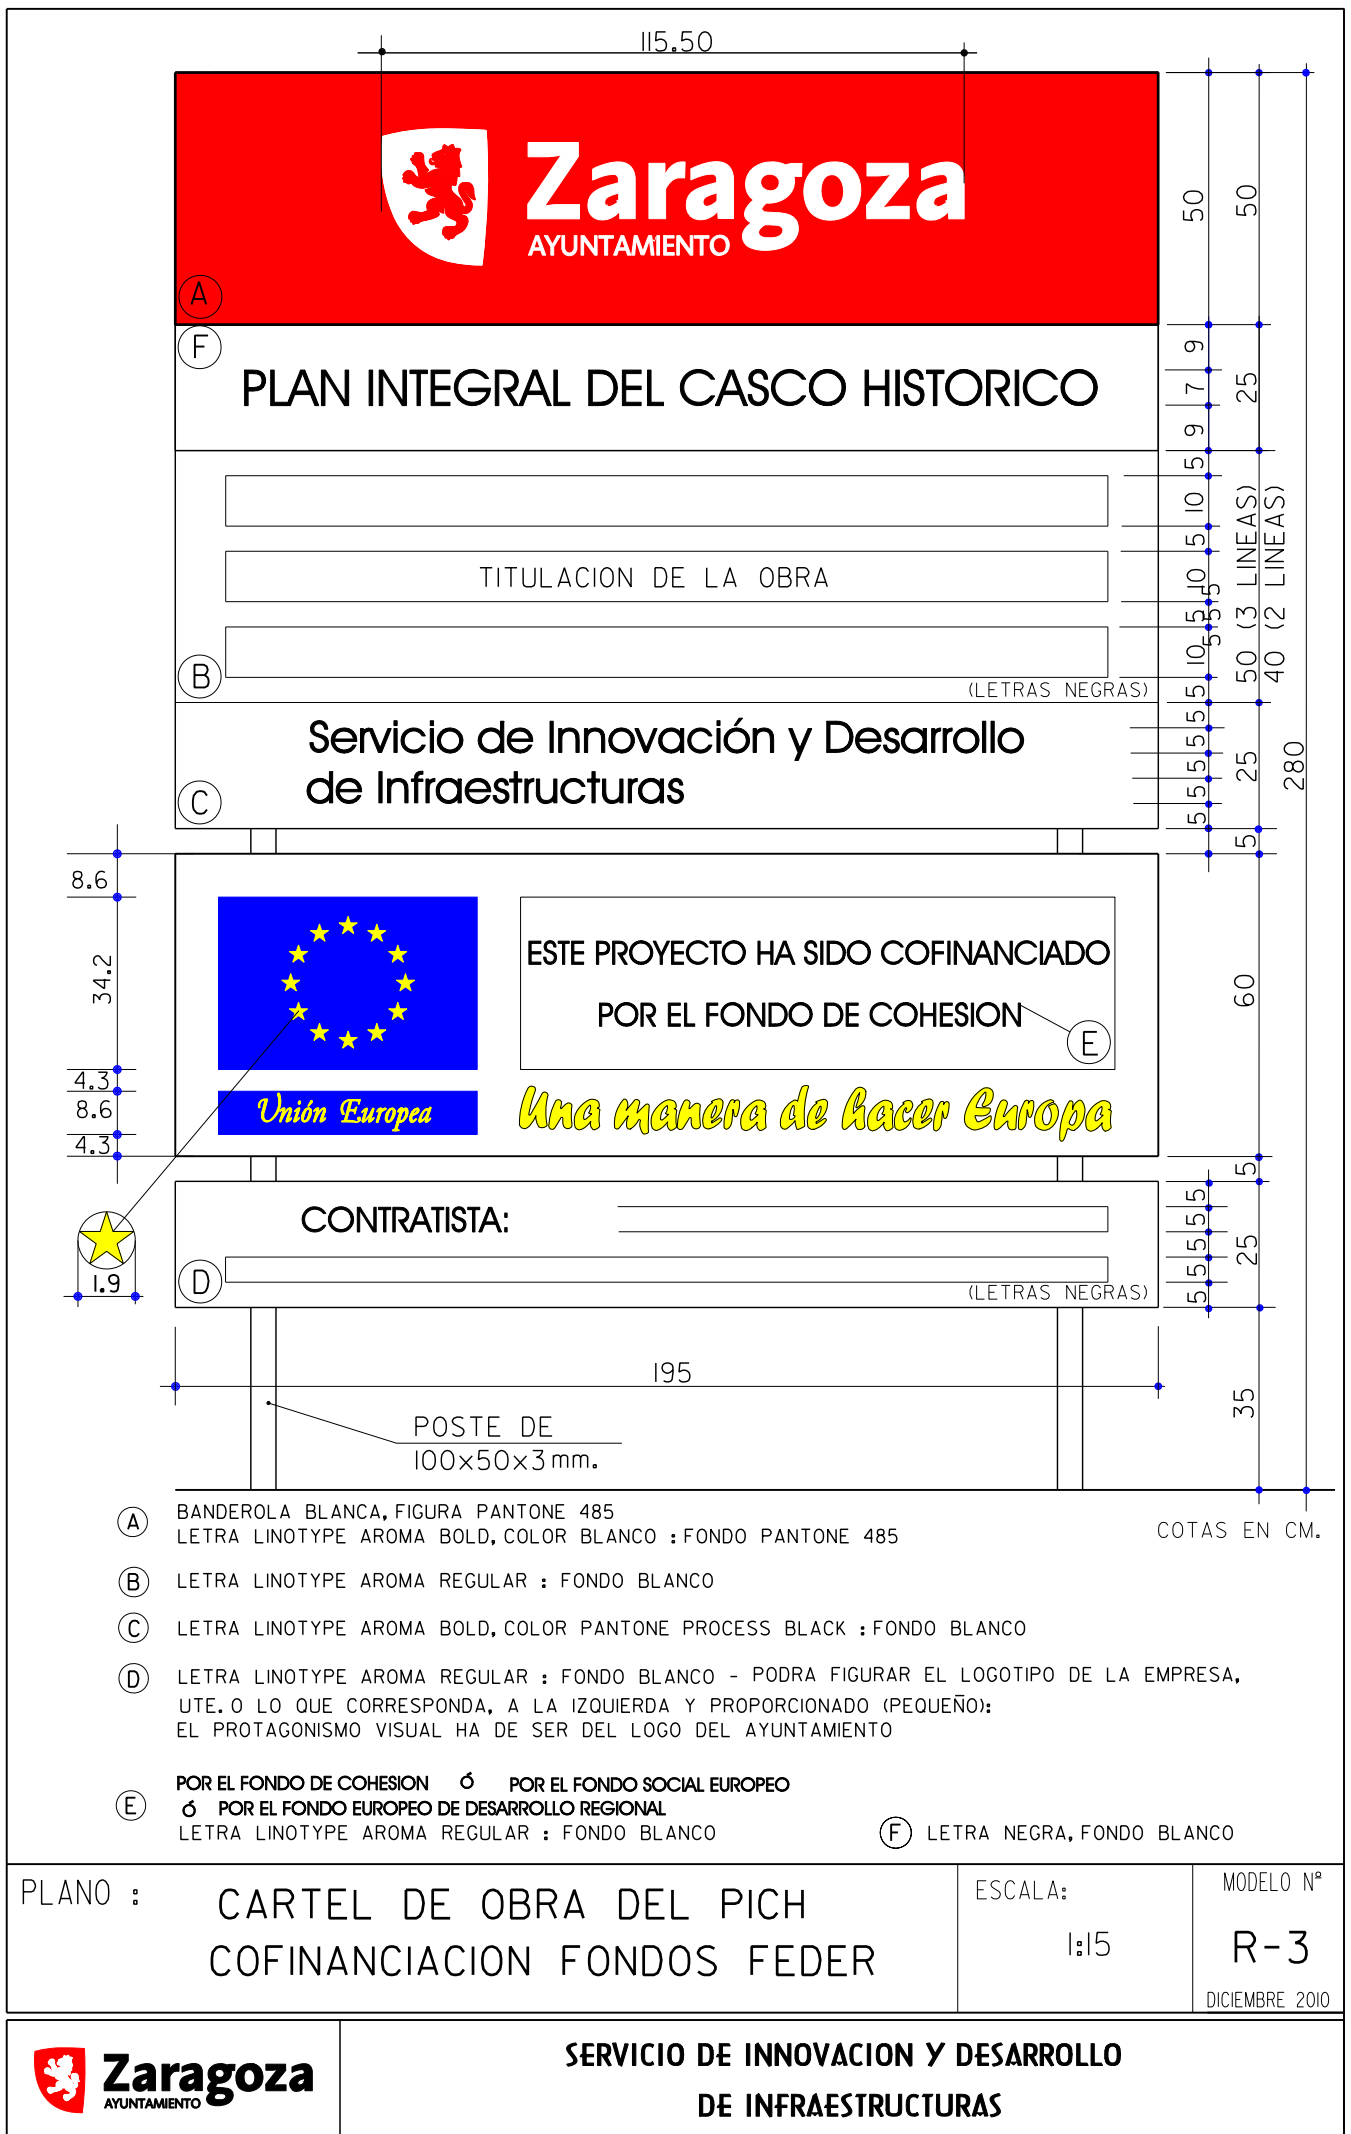 115.50
Zaragoza
AYUNTAMIENTO
50
50
A
F
PLAN INTEGRAL DEL CASCO HISTORICO
9
7
9
25
5
10
5
10
5
10
5
5 5 5
TITULACION DE LA OBRA
50 (3 LINEAS)
40 (2 LINEAS)
B
(LETRAS NEGRAS)
Servicio de Innovación y Desarrollo
de Infraestructuras
C
5
5
5
5
5
25
280
5
8.6
34.2
4.3
8.6
4.3
ESTE PROYECTO HA SIDO COFINANCIADO
POR EL FONDO DE COHESION
E
60
Unión Europea
Una manera de hacer Europa
5
CONTRATISTA:
D
(LETRAS NEGRAS)
5
5
5
5
5
25
1.9
195
35
POSTE DE
100x50x3 mm.
A
BANDEROLA BLANCA, FIGURA PANTONE 485
LETRA LINOTYPE AROMA BOLD, COLOR BLANCO : FONDO PANTONE 485
COTAS EN CM.
B LETRA LINOTYPE AROMA REGULAR : FONDO BLANCO
C LETRA LINOTYPE AROMA BOLD, COLOR PANTONE PROCESS BLACK : FONDO BLANCO
D LETRA LINOTYPE AROMA REGULAR : FONDO BLANCO - PODRA FIGURAR EL LOGOTIPO DE LA EMPRESA,
UTE. O LO QUE CORRESPONDA, A LA IZQUIERDA Y PROPORCIONADO (PEQUEÑO):
EL PROTAGONISMO VISUAL HA DE SER DEL LOGO DEL AYUNTAMIENTO
E
POR EL FONDO DE COHESION ó POR EL FONDO SOCIAL EUROPEO
ó POR EL FONDO EUROPEO DE DESARROLLO REGIONAL
LETRA LINOTYPE AROMA REGULAR : FONDO BLANCO
F LETRA NEGRA, FONDO BLANCO
PLANO :
CARTEL DE OBRA DEL PICH
COFINANCIACION FONDOS FEDER
ESCALA:
1:15
MODELO Nº
R-3
DICIEMBRE 2010
Zaragoza
AYUNTAMIENTO
SERVICIO DE INNOVACION Y DESARROLLO
DE INFRAESTRUCTURAS